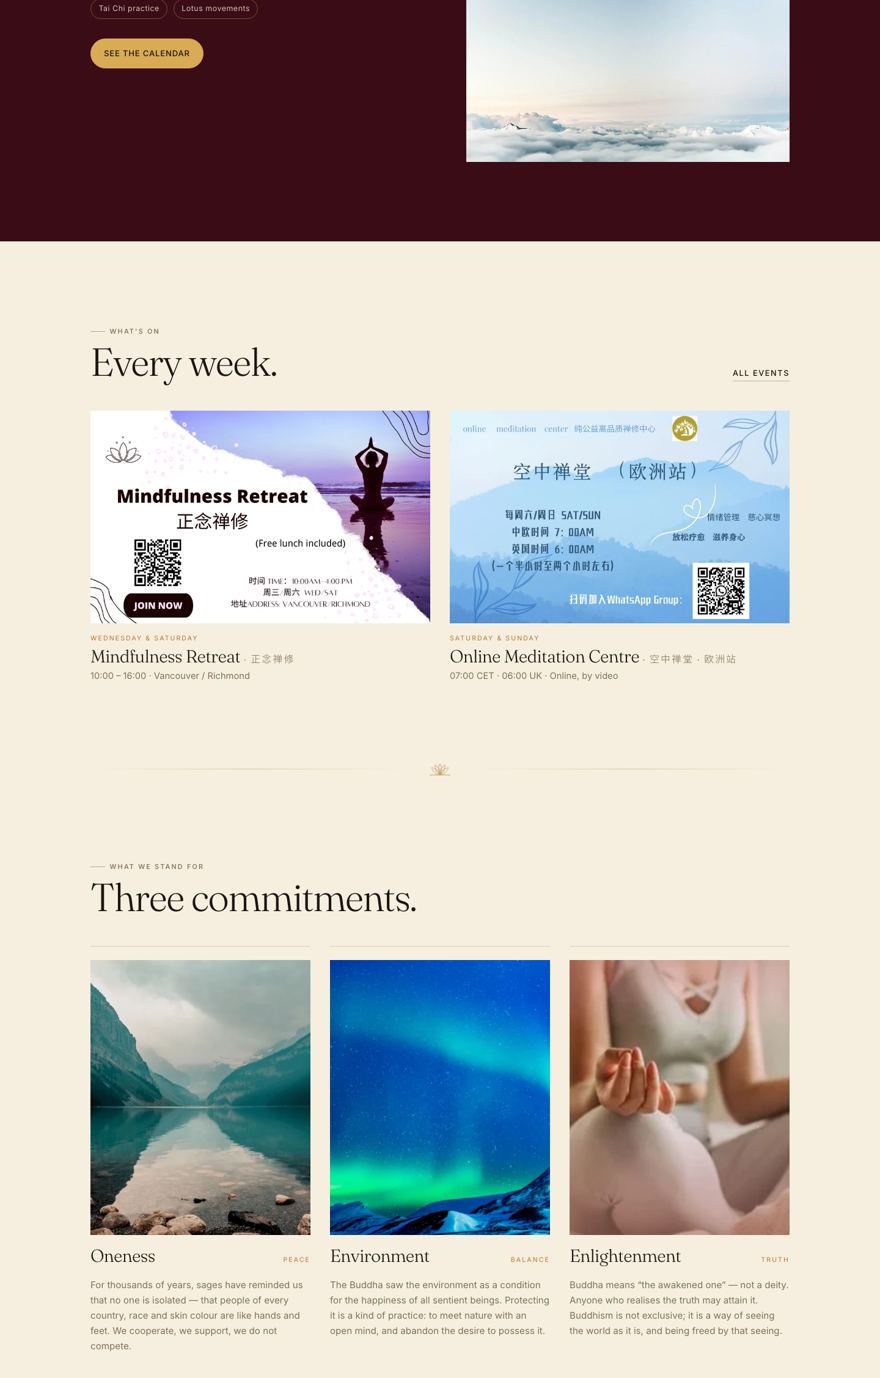 Tai Chi practice
Lotus movements
SEE THE CALENDAR
WHAT'S ON
Every week.
ALL EVENTS
Mindfulness Retreat
正念禅修
(Free lunch included)
时间 TIME: 10:00AM-4:00 PM
周三/周六 WED/SAT
地址ADDRESS: VANCOUVER/RICHMOND
JOIN NOW
online meditation center 纯公益高品质禅修中心
空中禅堂 （欧洲站）
每周六/周日 SAT/SUN
中欧时间 7: 00AM
英国时间 6: 00AM
(一个半小时至两个小时左右)
情绪管理 慈心冥想
放松疗愈 滋养身心
扫码加入WhatsApp Group:
WEDNESDAY & SATURDAY
Mindfulness Retreat · 正念禅修
10:00 – 16:00 · Vancouver / Richmond
SATURDAY & SUNDAY
Online Meditation Centre · 空中禅堂 · 欧洲站
07:00 CET · 06:00 UK · Online, by video
WHAT WE STAND FOR
Three commitments.
Oneness
PEACE
For thousands of years, sages have reminded us
that no one is isolated — that people of every
country, race and skin colour are like hands and
feet. We cooperate, we support, we do not
compete.
Environment
BALANCE
The Buddha saw the environment as a condition
for the happiness of all sentient beings. Protecting
it is a kind of practice: to meet nature with an
open mind, and abandon the desire to possess it.
Enlightenment
TRUTH
Buddha means “the awakened one” — not a deity.
Anyone who realises the truth may attain it.
Buddhism is not exclusive; it is a way of seeing
the world as it is, and being freed by that seeing.